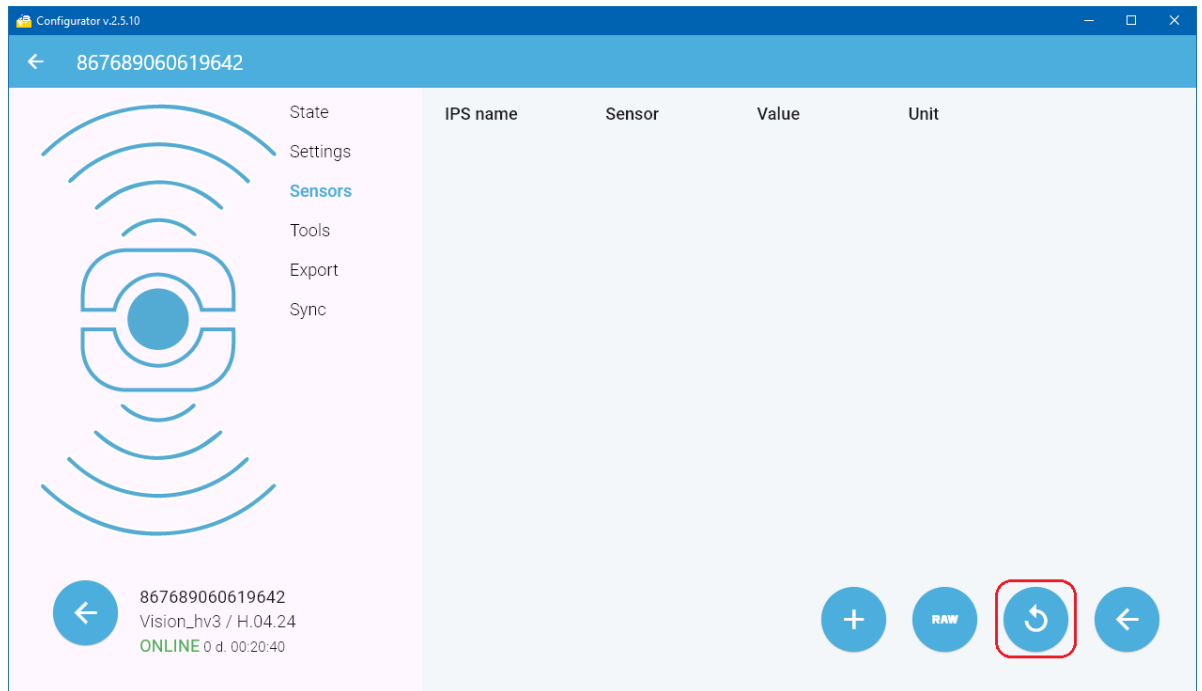 Configurator v.2.5.10
867689060619642
State
Settings
Sensors
Tools
Export
Sync
IPS name Sensor Value Unit
867689060619642
Vision_hv3 / H.04.24
ONLINE 0 d. 00:20:40
RAW